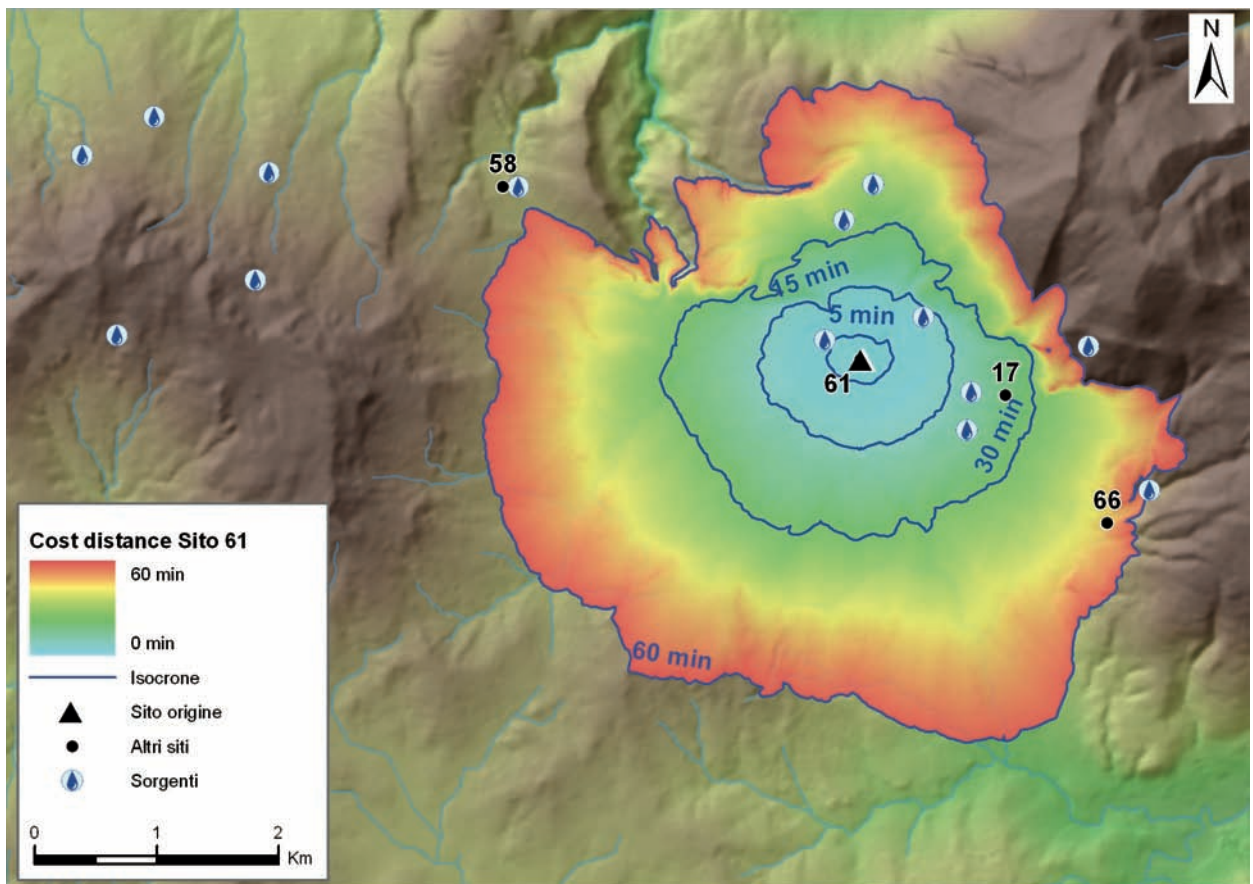 N
58
15 min
5 min
61
17
30 min
66
60 min
Cost distance Sito 61
60 min
0 min
Isocrone
Sito origine
Altri siti
Sorgenti
0 1 2
Km